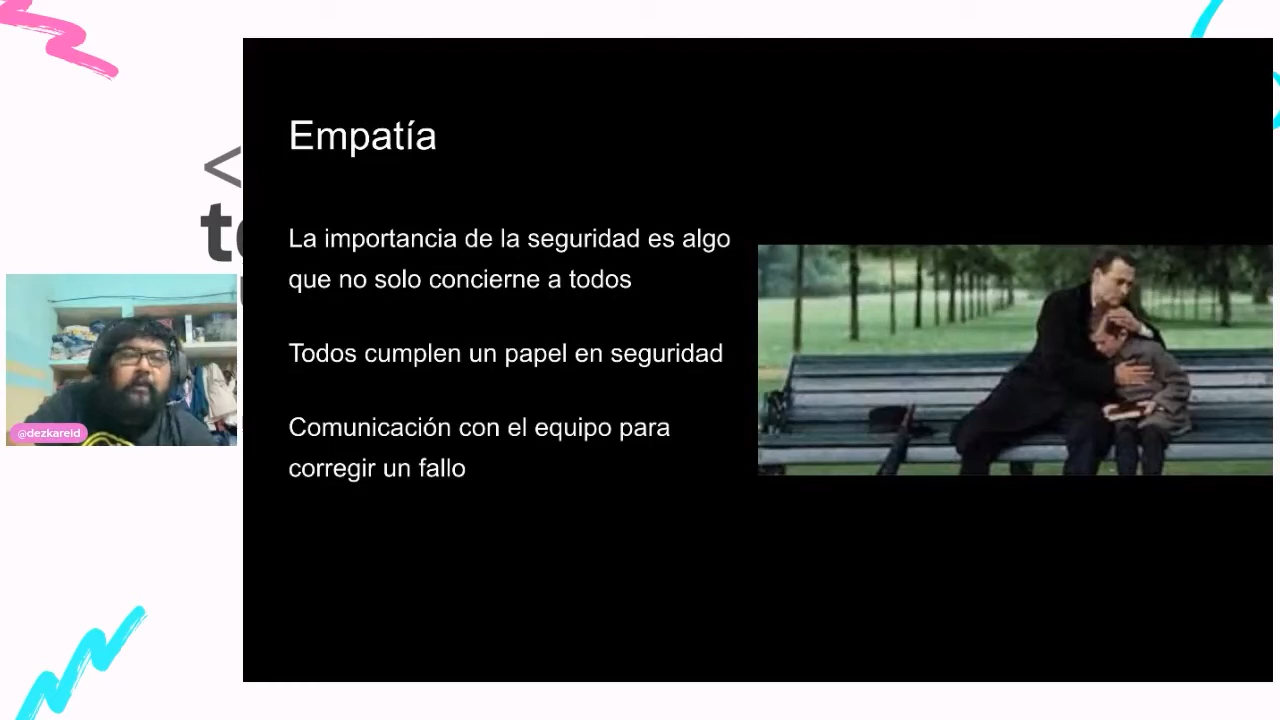 Empatía
La importancia de la seguridad es algo
que no solo concierne a todos
Todos cumplen un papel en seguridad
Comunicación con el equipo para
corregir un fallo
@dezkareid
<